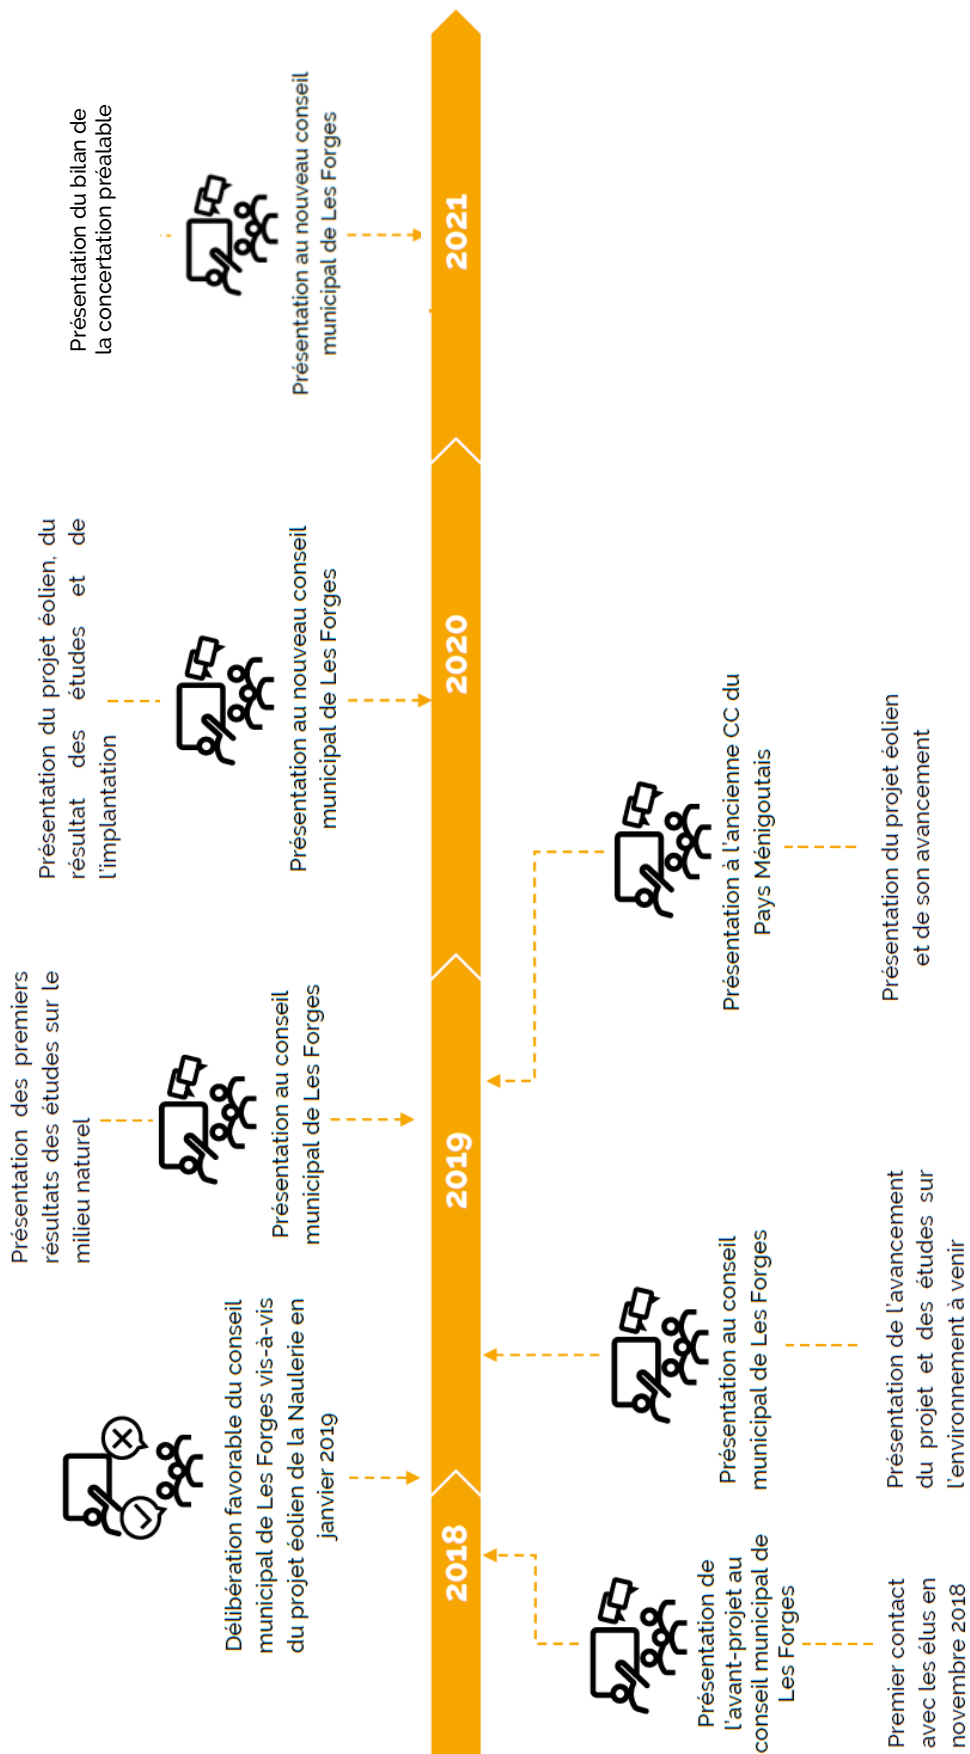 Délibération favorable du conseil
municipal de Les Forges vis-à-vis
du projet éolien de la Naulerie en
janvier 2019
Présentation des premiers
résultats des études sur le
milieu naturel
Présentation au conseil
municipal de Les Forges
Présentation du projet éolien, du
résultat des études et de
l'implantation
Présentation au nouveau conseil
municipal de Les Forges
Présentation du bilan de
la concertation préalable
Présentation au nouveau conseil
municipal de Les Forges
2018
2019
2020
2021
Présentation de
l'avant-projet au
conseil municipal de
Les Forges
Premier contact
avec les élus en
novembre 2018
Présentation au conseil
municipal de Les Forges
Présentation de l'avancement
du projet et des études sur
l'environnement à venir
Présentation à l'ancienne CC du
Pays Ménigoutais
Présentation du projet éolien
et de son avancement